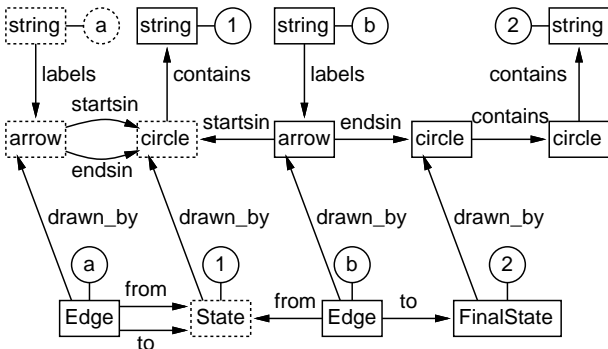 string a string 1 string b 2 string
labels contains labels contains
startsin startsin endsin contains
arrow circle arrow circle circle
endsin
drawn_by drawn_by drawn_by drawn_by
a 1 b 2
from from to
Edge State Edge FinalState
to